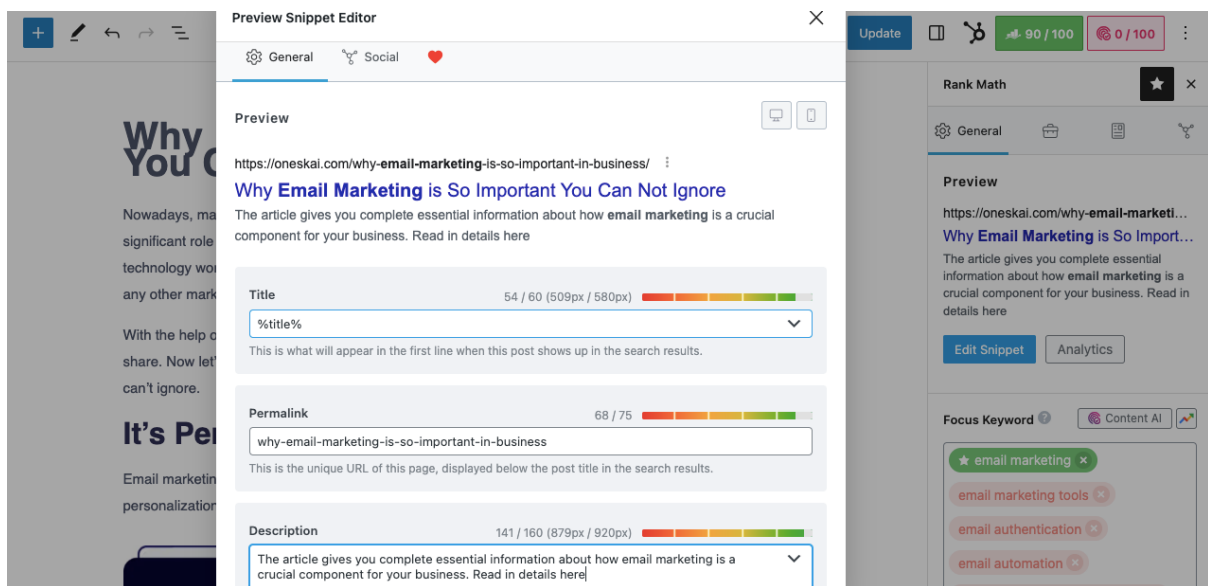 Preview Snippet Editor
Update
90 / 100
0 / 100
General
Social
Rank Math
General
Preview
https://oneskai.com/why-email-marketing-is-so-important-in-business/
Why Email Marketing is So Important You Can Not Ignore
The article gives you complete essential information about how email marketing is a crucial
component for your business. Read in details here
Title
54 / 60 (509px / 580px)
%title%
This is what will appear in the first line when this post shows up in the search results.
Permalink
68 / 75
why-email-marketing-is-so-important-in-business
This is the unique URL of this page, displayed below the post title in the search results.
Description
141 / 160 (879px / 920px)
The article gives you complete essential information about how email marketing is a
crucial component for your business. Read in details here
Why
You C
Nowadays, ma
significant role
technology wo
any other mark
With the help o
share. Now let'
can't ignore.
It's Per
Email marketin
personalization
Preview
https://oneskai.com/why-email-marketi...
Why Email Marketing is So Import...
The article gives you complete essential
information about how email marketing is a
crucial component for your business. Read in
details here
Edit Snippet
Analytics
Focus Keyword
Content AI
email marketing
email marketing tools
email authentication
email automation